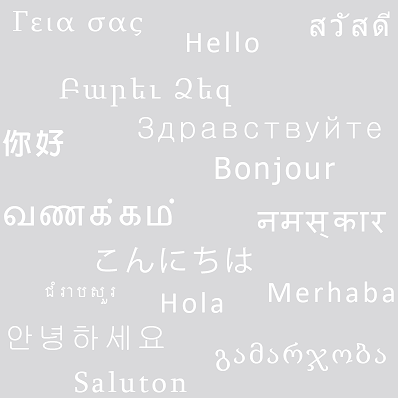 Γεια σας
Hello
สวัสดี
Բարեւ Ձեզ
Здравствуйте
你好
Bonjour
வணக்கம்
नमस्कार
こんにちは
ជំរាបសួរ
Hola
Merhaba
안녕하세요
გამარჯობა
Saluton